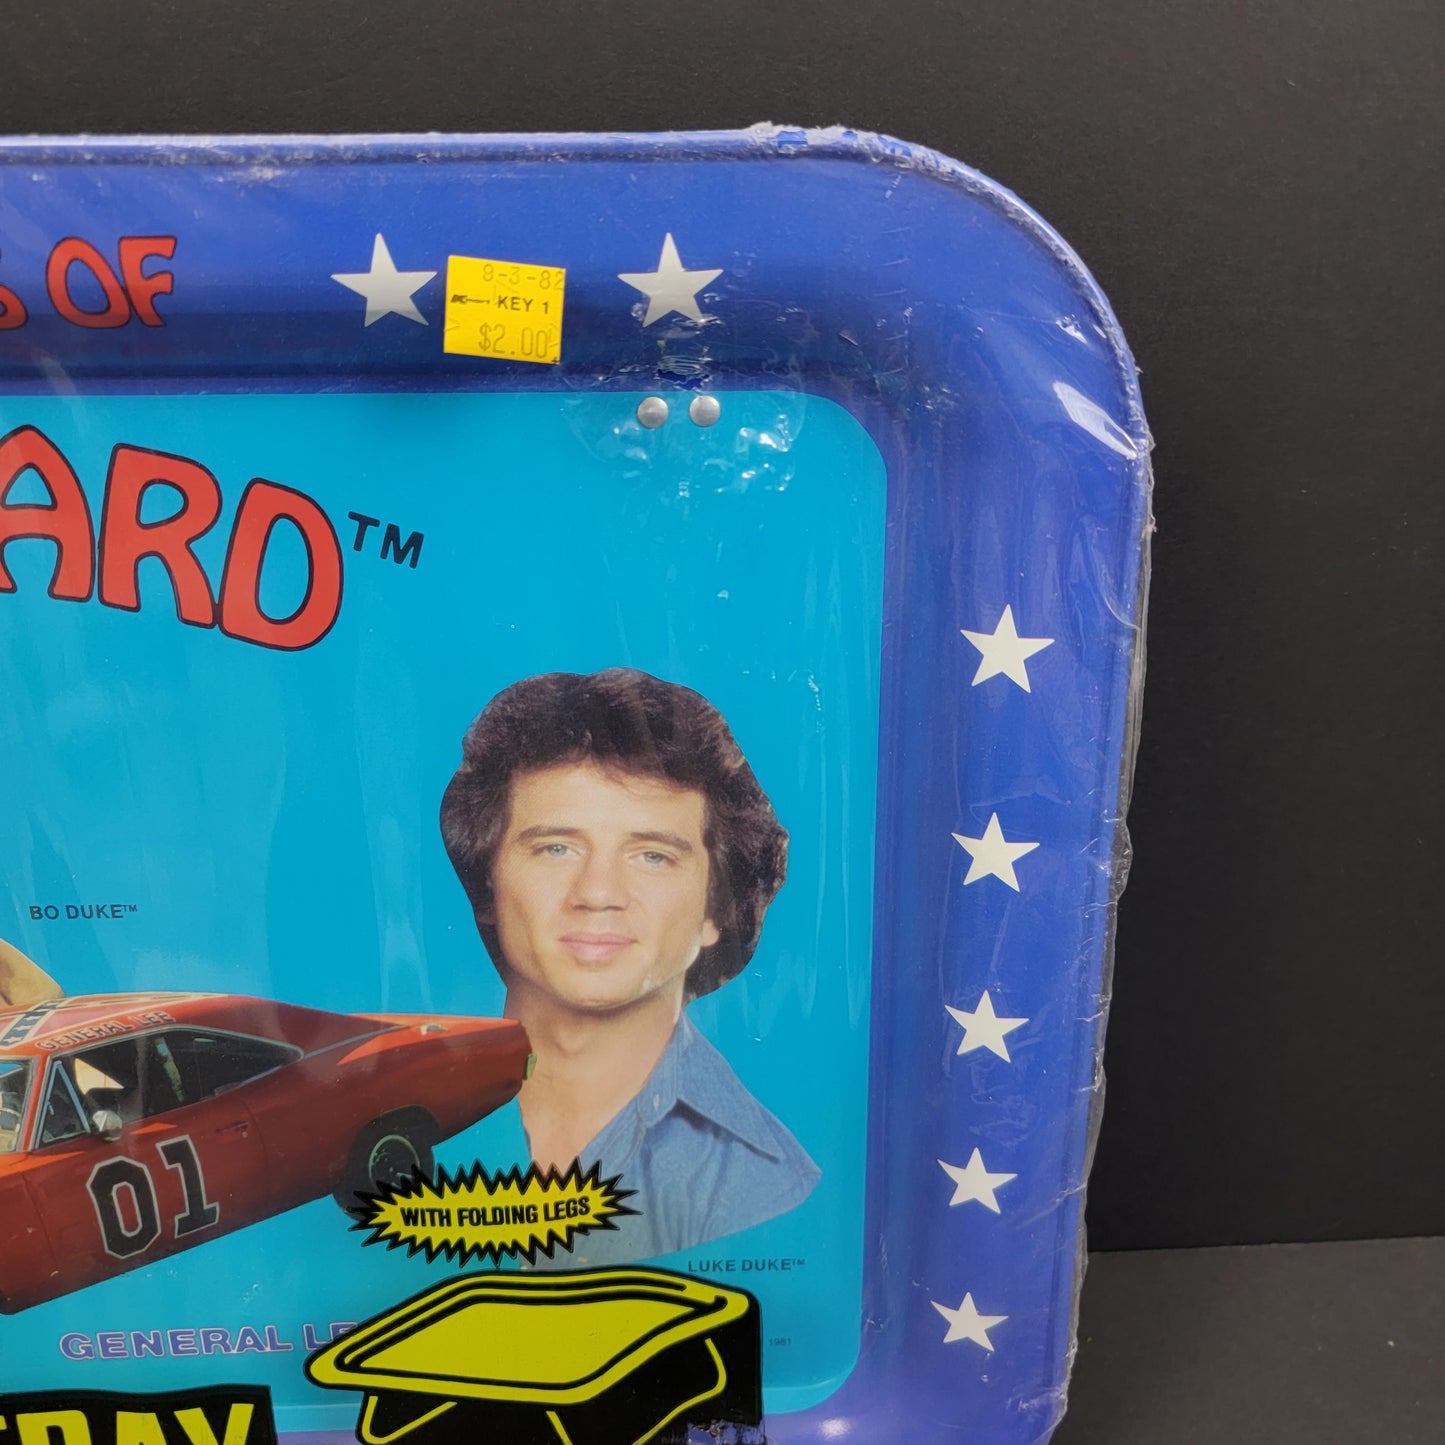 OF
8-3-82
KEY 1
$2.00
ARD™
BO DUKE™
GENERAL LEE
01
WITH FOLDING LEGS
LUKE DUKE™
GENERAL LE
1981
TRAY